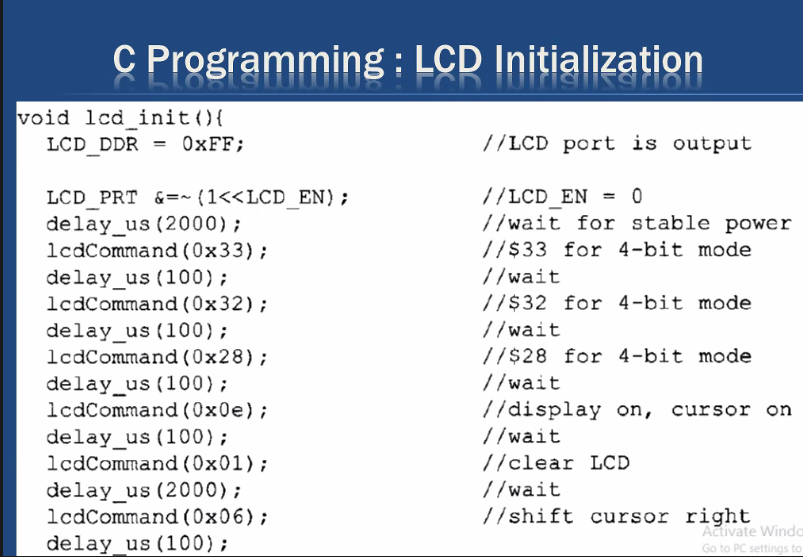 C Programming : LCD Initialization
void lcd_init(){
LCD_DDR = 0xFF; //LCD port is output
LCD_PRT &=~(1<<LCD_EN); //LCD_EN = 0
delay_us(2000); //wait for stable power
lcdCommand(0x33); //$33 for 4-bit mode
delay_us(100); //wait
lcdCommand(0x32); //$32 for 4-bit mode
delay_us(100); //wait
lcdCommand(0x28); //$28 for 4-bit mode
delay_us(100); //wait
lcdCommand(0x0e); //display on, cursor on
delay_us(100); //wait
lcdCommand(0x01); //clear LCD
delay_us(2000); //wait
lcdCommand(0x06); //shift cursor right
delay_us(100);
Activate Windo
Go to PC settings to